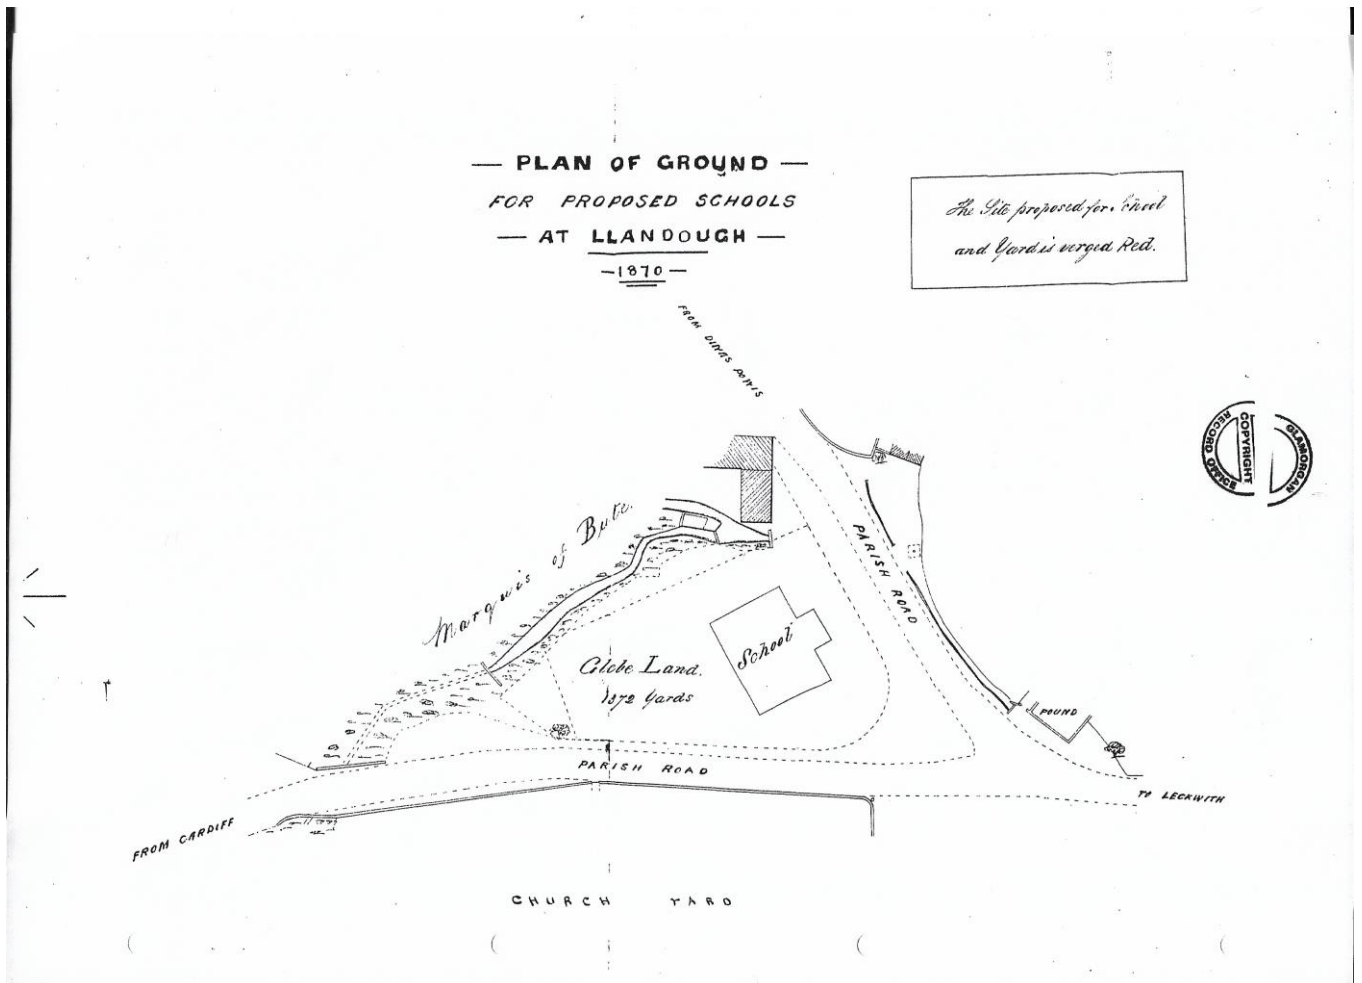 — PLAN OF GROUND —
FOR PROPOSED SCHOOLS
— AT LLANDOUGH —
— 1870 —
The Site proposed for School
and Yard is verged Red.
FROM DINAS POWIS
GLAMORGAN
RECORD OFFICE
COPYRIGHT
Marquis of Bute.
PARISH ROAD
School
Glebe Land.
1872 Yards
POUND
PARISH ROAD
TO LECKWITH
FROM CARDIFF
CHURCH YARD